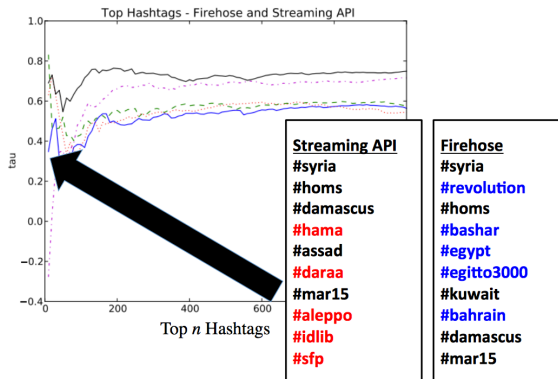 Top Hashtags - Firehose and Streaming API
1.0
0.8
0.6
0.4
0.2
0.0
−0.2
−0.4
tau
0
200
400
600
Top n Hashtags
Streaming API
#syria
#homs
#damascus
#hama
#assad
#daraa
#mar15
#aleppo
#idlib
#sfp
Firehose
#syria
#revolution
#homs
#bashar
#egypt
#egitto3000
#kuwait
#bahrain
#damascus
#mar15